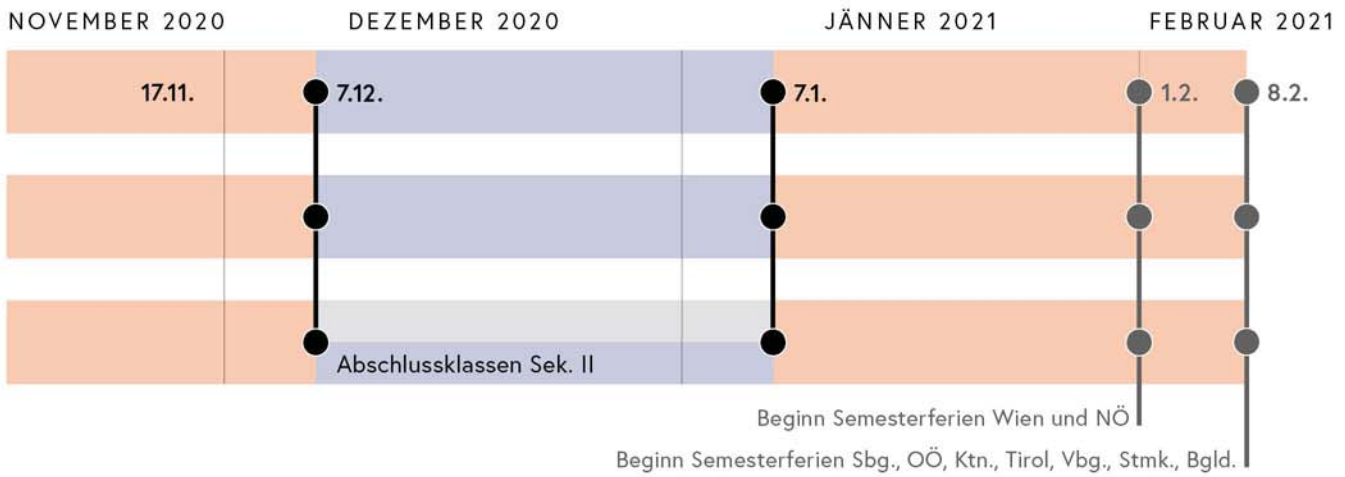 NOVEMBER 2020 DEZEMBER 2020 JÄNNER 2021 FEBRUAR 2021
17.11. 7.12. 7.1. 1.2. 8.2.
Abschlussklassen Sek. II
Beginn Semesterferien Wien und NÖ
Beginn Semesterferien Sbg., OÖ, Ktn., Tirol, Vbg., Stmk., Bgld.